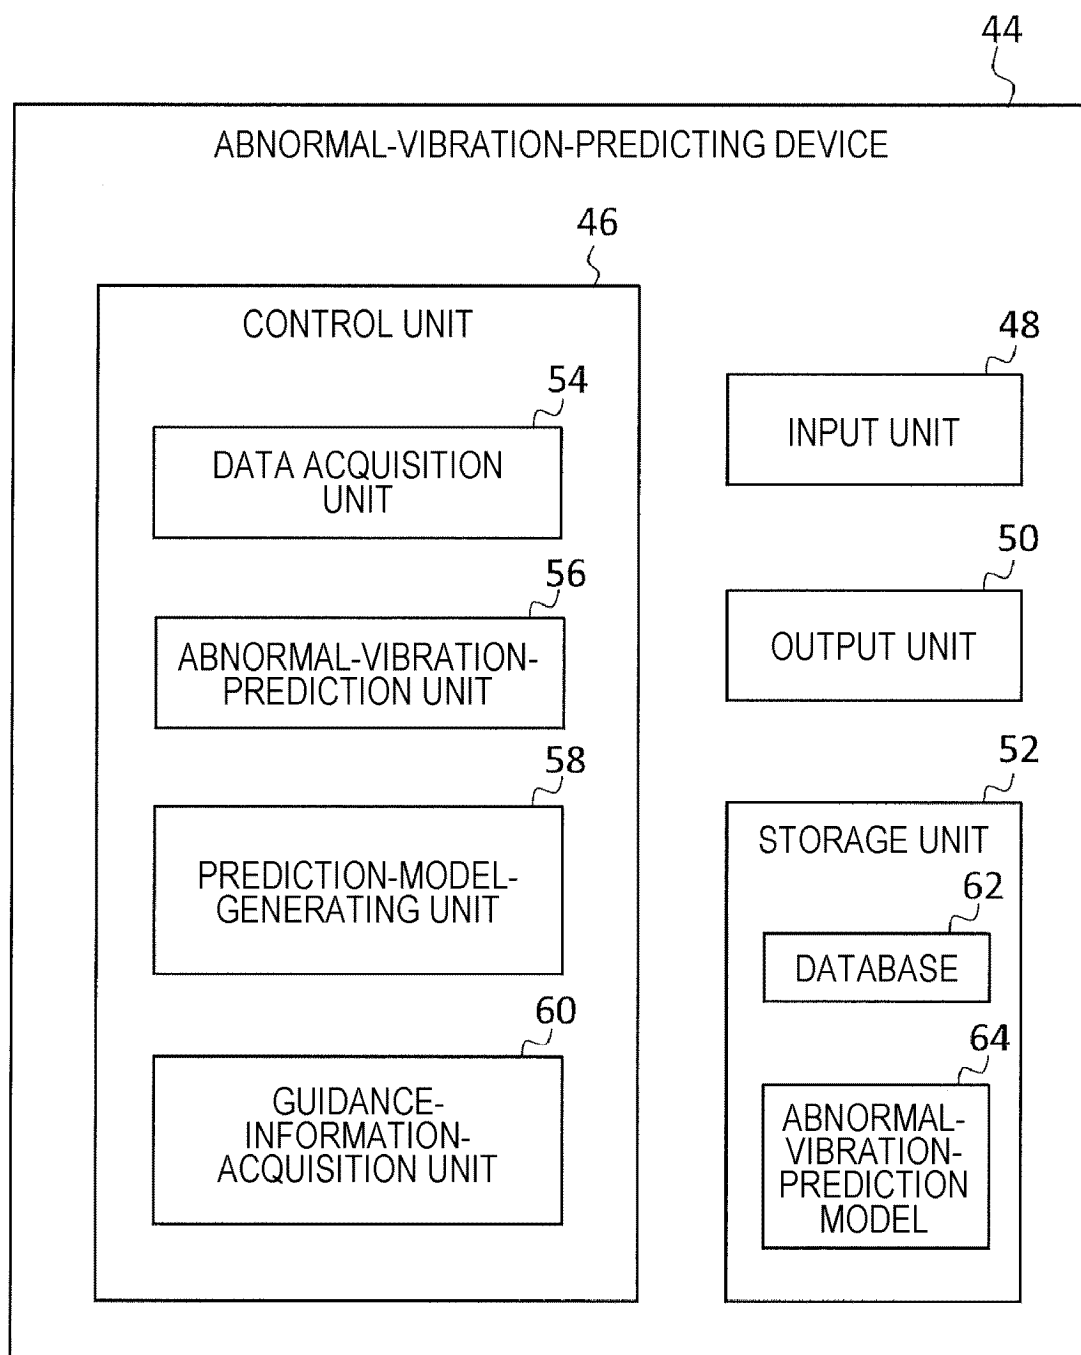 44
ABNORMAL-VIBRATION-PREDICTING DEVICE
46
CONTROL UNIT
54
DATA ACQUISITION
UNIT
56
ABNORMAL-VIBRATION-
PREDICTION UNIT
58
PREDICTION-MODEL-
GENERATING UNIT
60
GUIDANCE-
INFORMATION-
ACQUISITION UNIT
48
INPUT UNIT
50
OUTPUT UNIT
52
STORAGE UNIT
62
DATABASE
64
ABNORMAL-
VIBRATION-
PREDICTION
MODEL